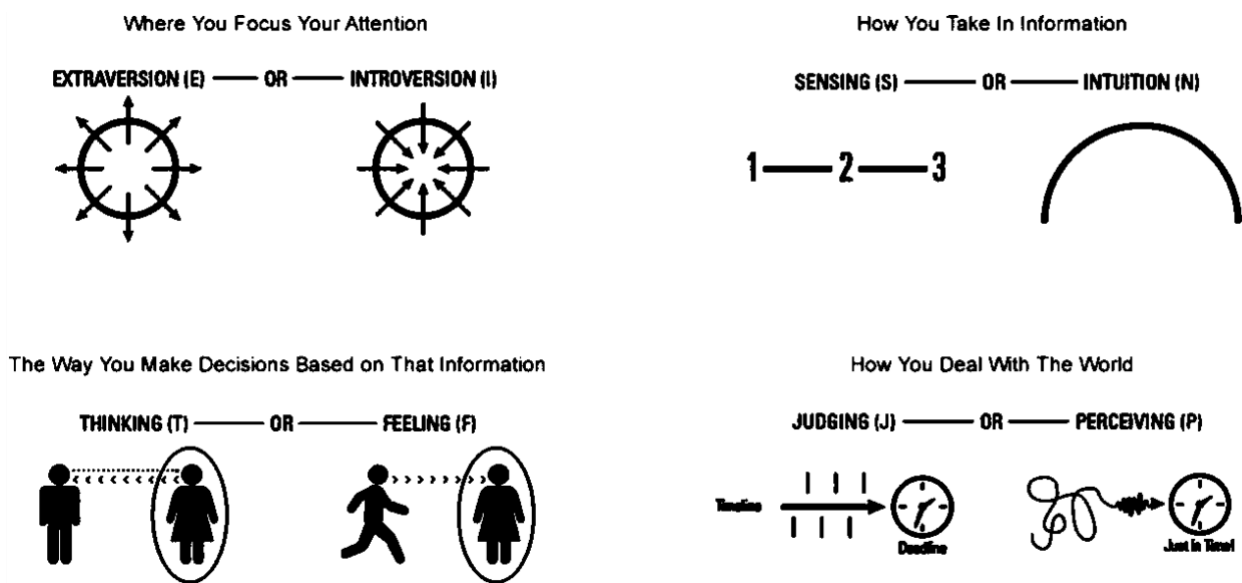 Where You Focus Your Attention
EXTRAVERSION (E) OR INTROVERSION (I)
How You Take In Information
SENSING (S) OR INTUITION (N)
1 2 3
The Way You Make Decisions Based on That Information
THINKING (T) OR FEELING (F)
How You Deal With The World
JUDGING (J) OR PERCEIVING (P)
Timeline
Deadline
Just In Time!